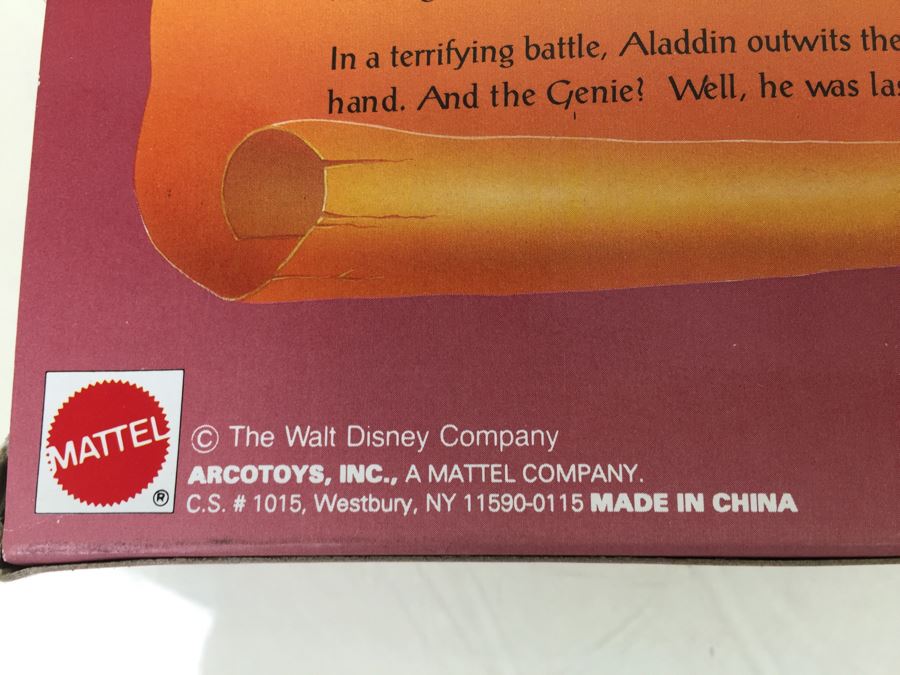 In a terrifying battle, Aladdin outwits the
hand. And the Genie? Well, he was
MATTEL
®
© The Walt Disney Company
ARCOTOYS, INC., A MATTEL COMPANY.
C.S. # 1015, Westbury, NY 11590-0115 MADE IN CHINA